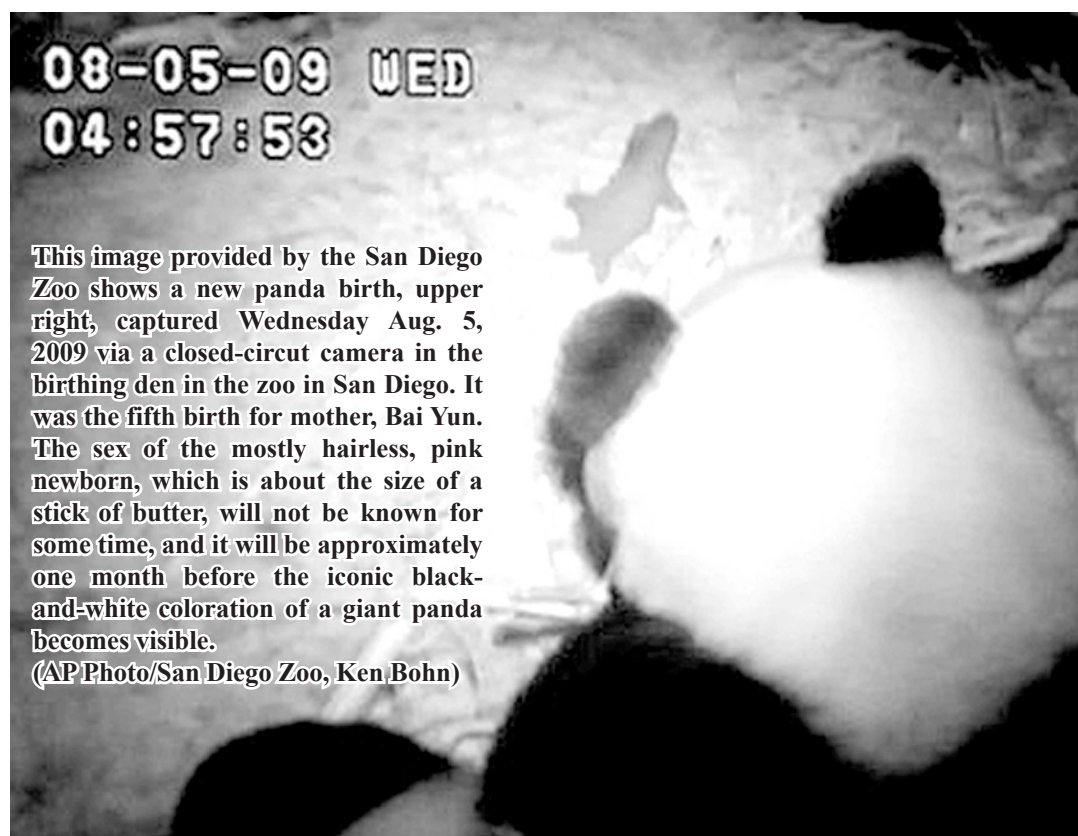 08-05-09 WED
04:57:53
This image provided by the San Diego
Zoo shows a new panda birth, upper
right, captured Wednesday Aug. 5,
2009 via a closed-circut camera in the
birthing den in the zoo in San Diego. It
was the fifth birth for mother, Bai Yun.
The sex of the mostly hairless, pink
newborn, which is about the size of a
stick of butter, will not be known for
some time, and it will be approximately
one month before the iconic black-
and-white coloration of a giant panda
becomes visible.
(AP Photo/San Diego Zoo, Ken Bohn)